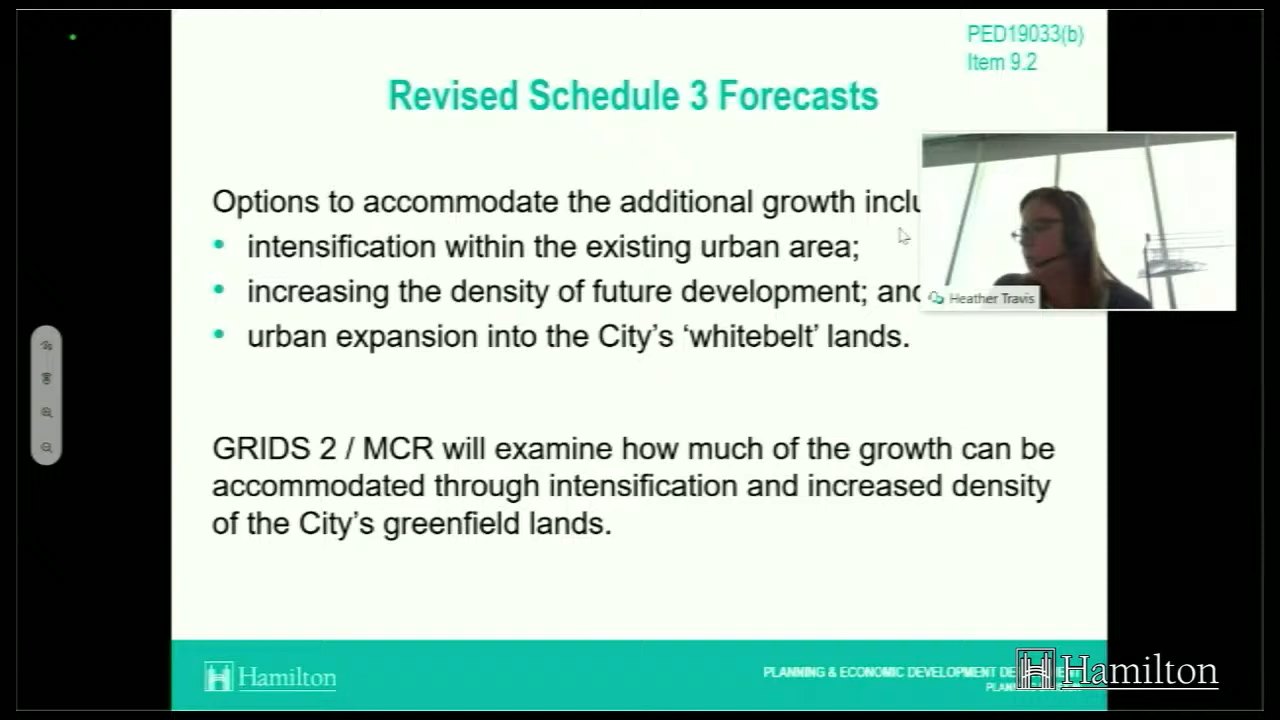 PED19033(b)
Item 9.2
Revised Schedule 3 Forecasts
Options to accommodate the additional growth
• intensification within the existing urban area;
• increasing the density of future development;
• urban expansion into the City's ‘whitebelt’ lands.
Heather Travis
GRIDS 2 / MCR will examine how much of the growth can be
accommodated through intensification and increased density
of the City's greenfield lands.
Hamilton
PLANNING & ECONOMIC DEVELOPMENT
Hamilton